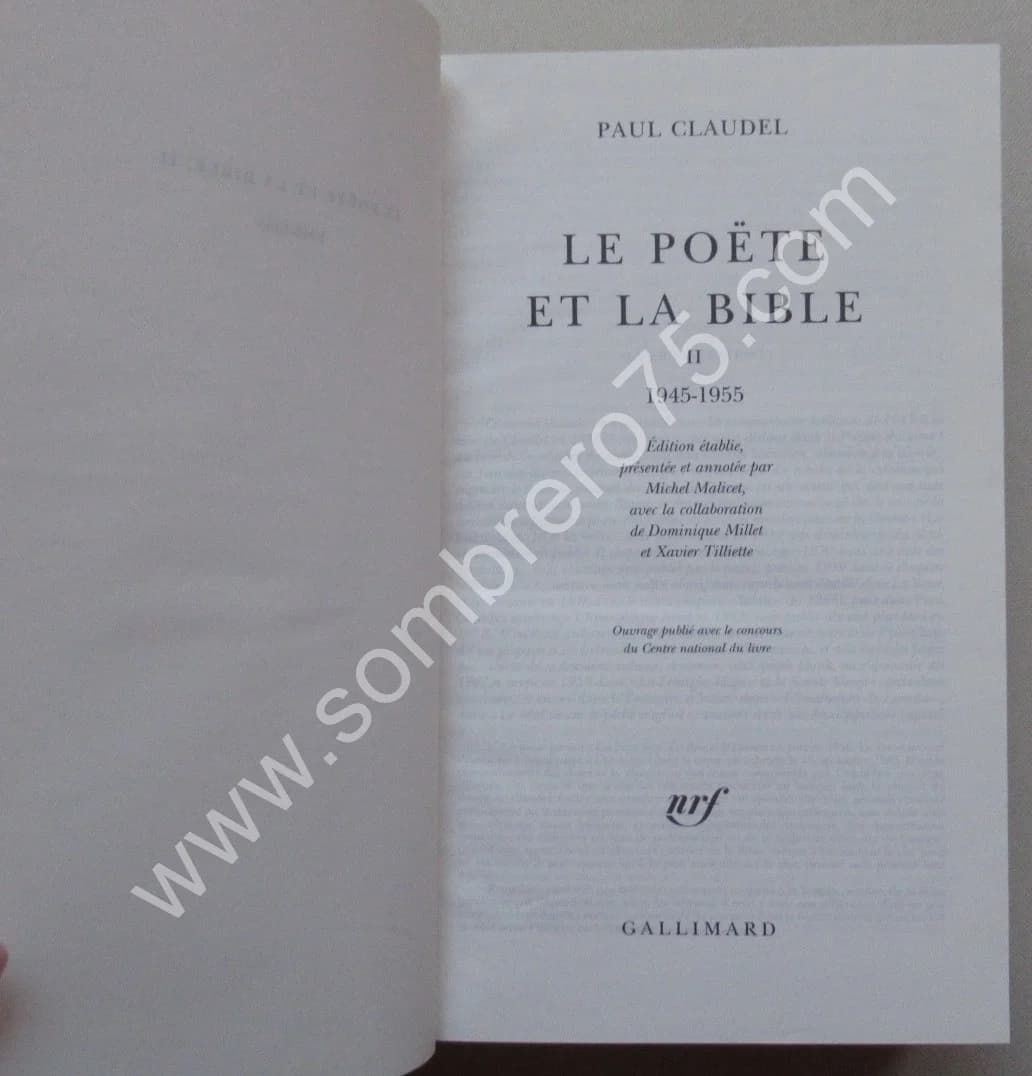 PAUL CLAUDEL
LE POËTE
ET LA BIBLE
II
1945-1955
Édition établie,
présentée et annotée par
Michel Malicet,
avec la collaboration
de Dominique Millet
et Xavier Tilliette
Ouvrage publié avec le concours
du Centre national du livre
nrf
GALLIMARD
www.sombrero75.com